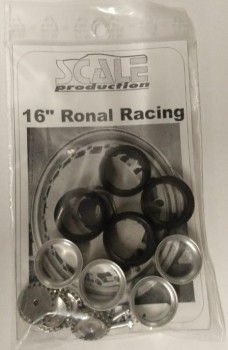 SCALE
production
16" Ronal Racing